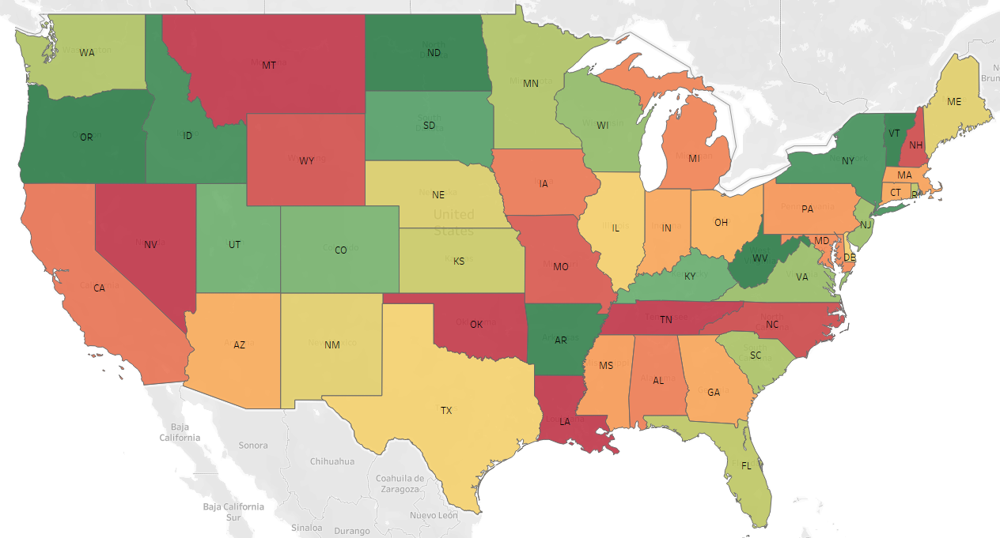 WA
MT
ND
MN
ME
OR
ID
SD
WI
VT
NH
WY
IA
MI
NY
MA
CT
RI
NE
United
States
NV
UT
CO
KS
IL
IN
OH
PA
NJ
MD
DE
WV
VA
KY
MO
CA
AZ
NM
OK
AR
TN
NC
SC
MS
AL
GA
TX
LA
FL
Baja
California
Sonora
Chihuahua
Coahuila de
Zaragoza
Baja California
Sur
Sinaloa
Durango
Nuevo León